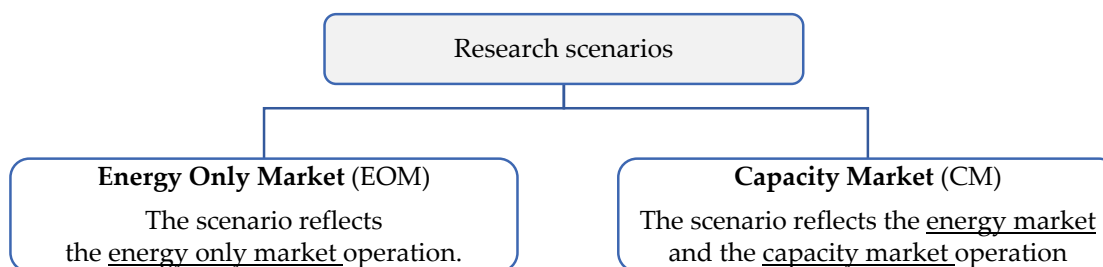 Research scenarios
Energy Only Market (EOM)
The scenario reflects
the energy only market operation.
Capacity Market (CM)
The scenario reflects the energy market
and the capacity market operation